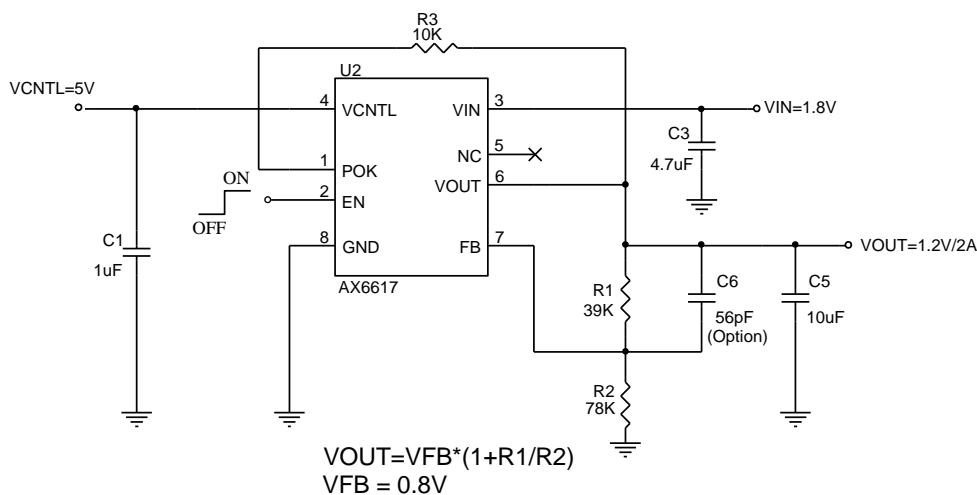 R3
10K
U2
VCNTL=5V
4
VCNTL
VIN
3
VIN=1.8V
C3
4.7uF
NC
5
1
POK
VOUT
6
ON
OFF
2
EN
C1
1uF
8
GND
FB
7
VOUT=1.2V/2A
AX6617
R1
39K
C6
56pF
(Option)
C5
10uF
R2
78K
VOUT=VFB*(1+R1/R2)
VFB = 0.8V